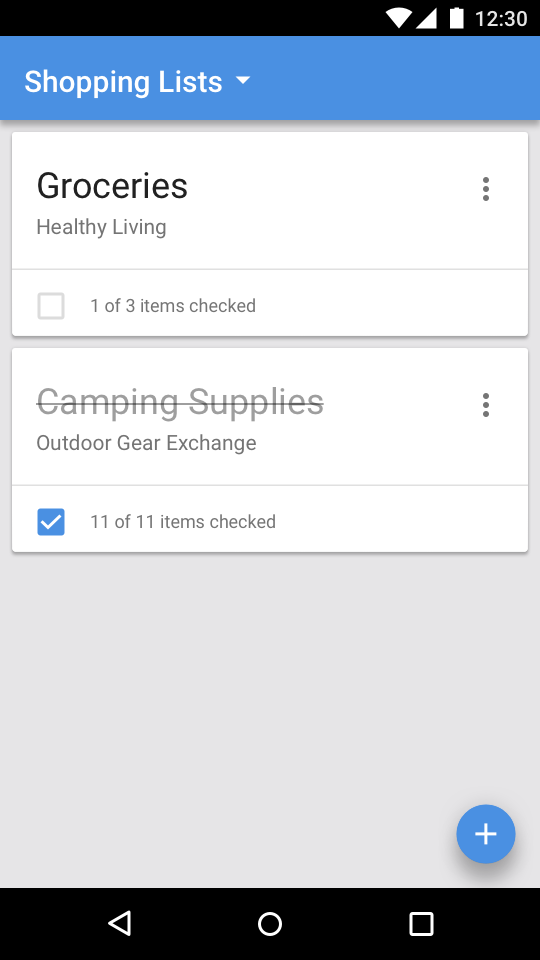 12:30
Shopping Lists
Groceries
Healthy Living
1 of 3 items checked
Camping Supplies
Outdoor Gear Exchange
11 of 11 items checked